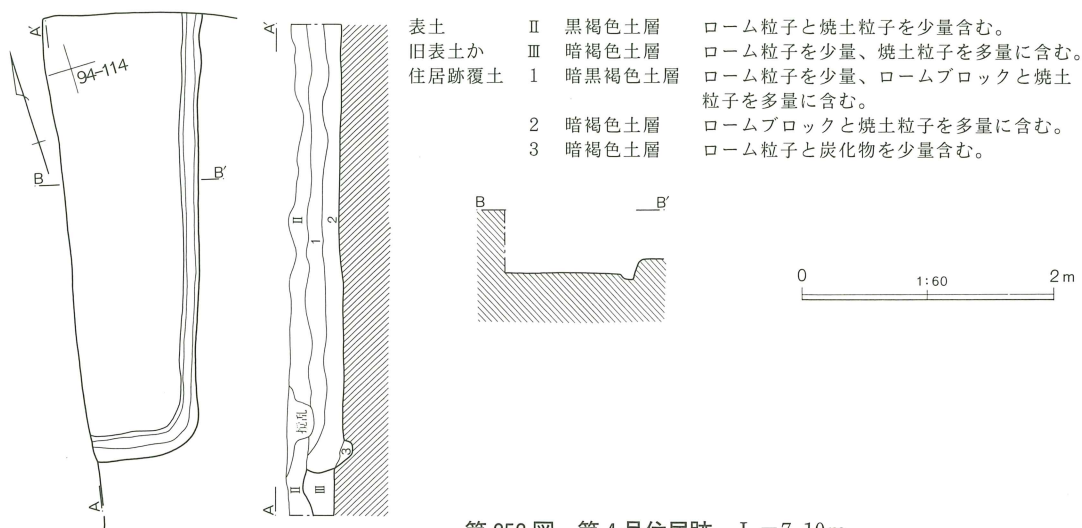 表土 Ⅱ 黒褐色土層 ローム粒子と焼土粒子を少量含む。
旧表土か Ⅲ 暗褐色土層 ローム粒子を少量、焼土粒子を多量に含む。
住居跡覆土 1 暗黒褐色土層 ローム粒子を少量、ロームブロックと焼土
粒子を多量に含む。
2 暗褐色土層 ロームブロックと焼土粒子を多量に含む。
3 暗褐色土層 ローム粒子と炭化物を少量含む。
A′
94-114
B
B′
A
A′
Ⅱ
1
2
攪乱
3
Ⅱ
Ⅲ
A
B
B′
0
1:60
2m